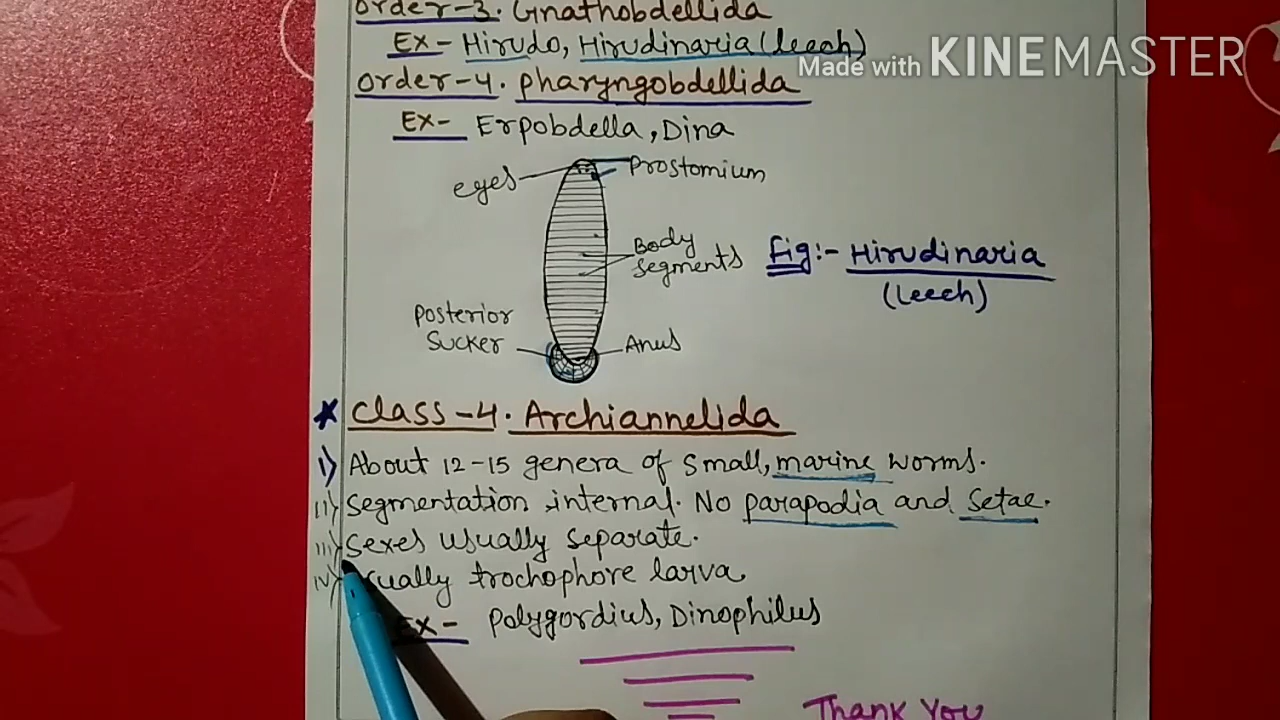 Order-3. Gnathobdellida
Ex- Hirudo, Hirudinaria (leech)
Made with KINEMASTER
Order-4. Pharyngobdellida
Ex- Erpobdella, Dina
eyes
Prostomium
Body
segments
Fig:- Hirudinaria
(Leech)
Posterior
Sucker
Anus
* Class-4. Archiannelida
I) About 12-15 genera of small, marine worms.
II) Segmentation internal. No parapodia and setae.
III) Sexes usually separate.
IV) trochophore larva
Ex- Polygordius, Dinophilus
Thank You